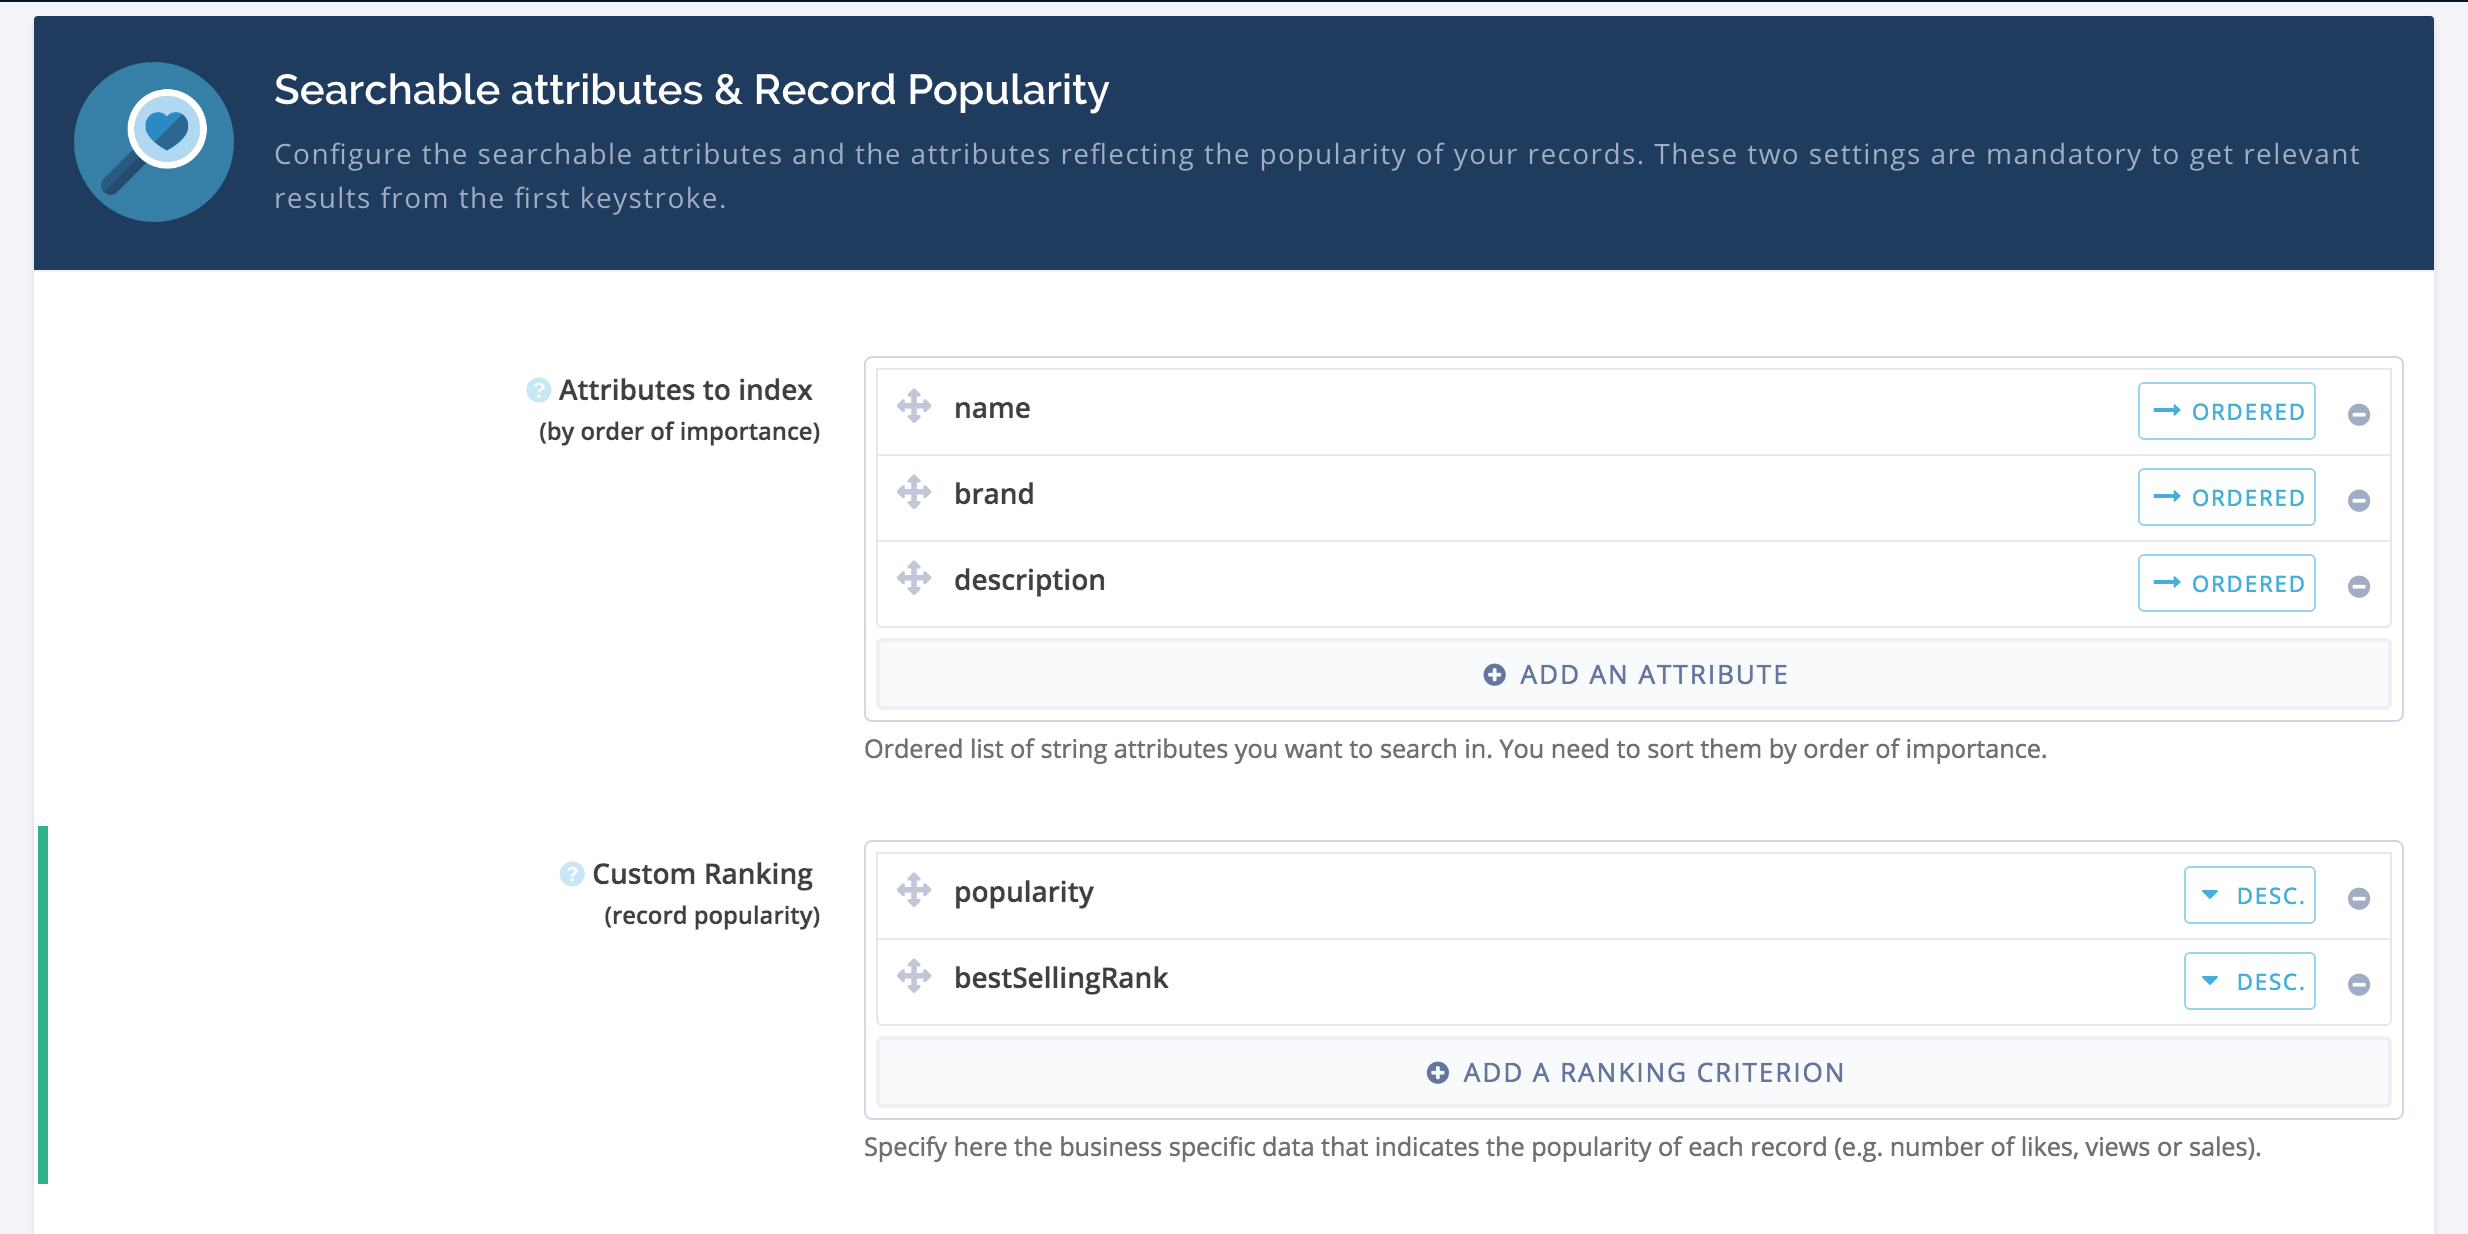 Searchable attributes & Record Popularity
Configure the searchable attributes and the attributes reflecting the popularity of your records. These two settings are mandatory to get relevant
results from the first keystroke.
? Attributes to index
(by order of importance)
name
ORDERED
brand
ORDERED
description
ORDERED
ADD AN ATTRIBUTE
Ordered list of string attributes you want to search in. You need to sort them by order of importance.
? Custom Ranking
(record popularity)
popularity
DESC.
bestSellingRank
DESC.
ADD A RANKING CRITERION
Specify here the business specific data that indicates the popularity of each record (e.g. number of likes, views or sales).